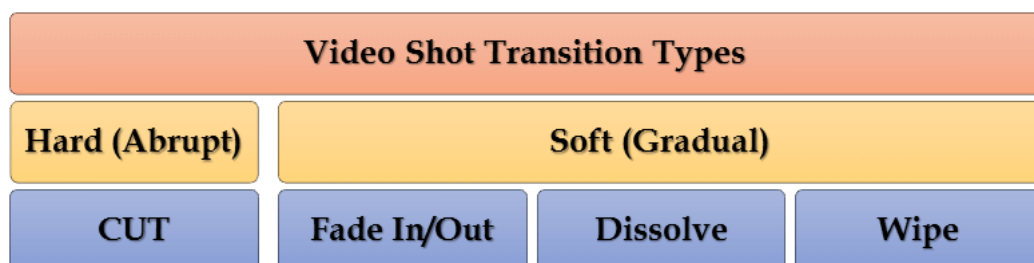 Video Shot Transition Types
Hard (Abrupt)
Soft (Gradual)
CUT
Fade In/Out
Dissolve
Wipe